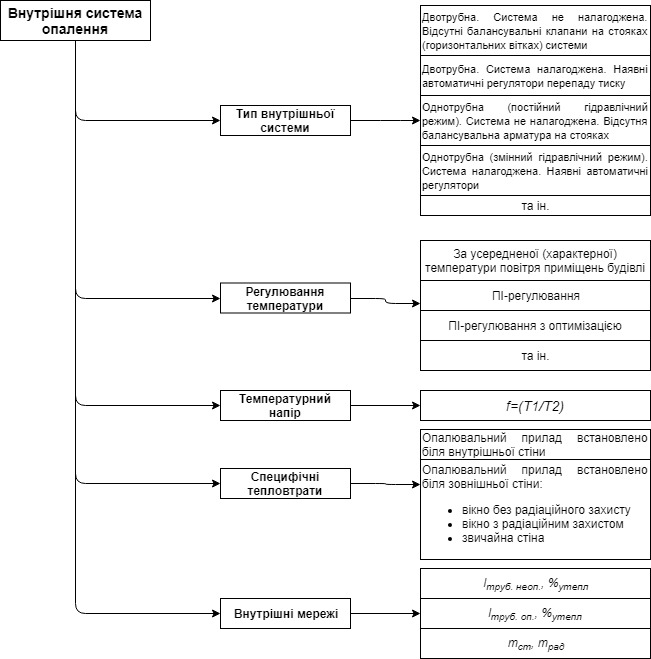 Внутрішня система
опалення
Тип внутрішньої
системи
Двотрубна. Система не налагоджена.
Відсутні балансувальні клапани на стояках
(горизонтальних вітках) системи
Двотрубна. Система налагоджена. Наявні
автоматичні регулятори перепаду тиску
Однотрубна (постійний гідравлічний
режим). Система не налагоджена. Відсутня
балансувальна арматура на стояках
Однотрубна (змінний гідравлічний режим).
Система налагоджена. Наявні автоматичні
регулятори
та ін.
Регулювання
температури
За усередненої (характерної)
температури повітря приміщень будівлі
ПІ-регулювання
ПІ-регулювання з оптимізацією
та ін.
Температурний
напір
f=(T1/T2)
Специфічні
тепловтрати
Опалювальний прилад встановлено
біля внутрішньої стіни
Опалювальний прилад встановлено
біля зовнішньої стіни:
• вікно без радіаційного захисту
• вікно з радіаційним захистом
• звичайна стіна
Внутрішні мережі
lтруб. неоп., %утепл
lтруб. оп., %утепл
mст, mрад